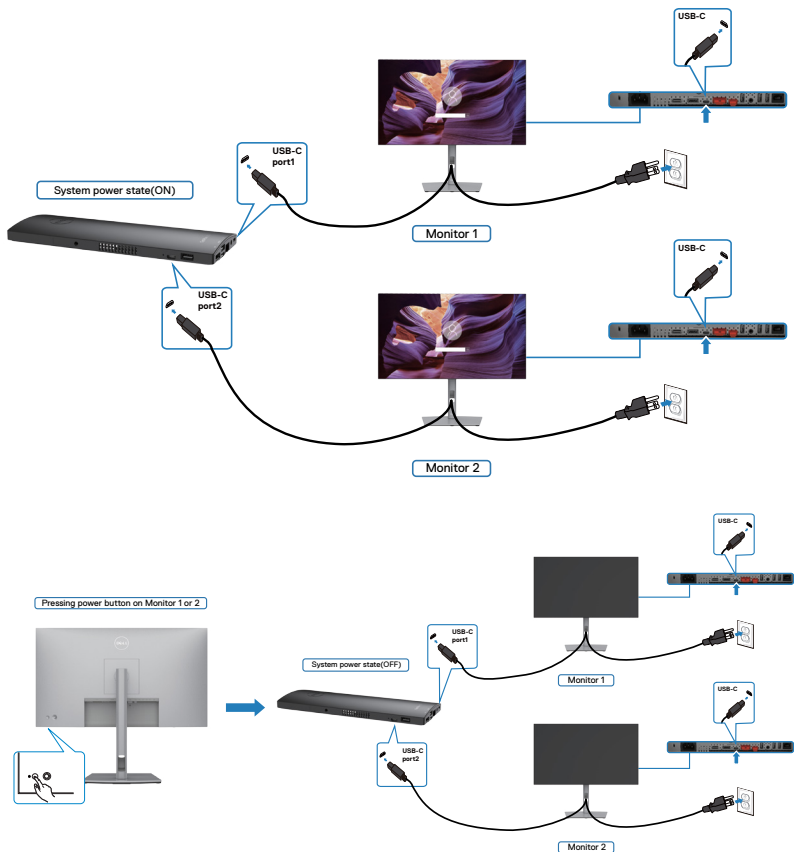 USB-C
USB-C
port1
System power state(ON)
Monitor 1
USB-C
USB-C
port2
Monitor 2
USB-C
Pressing power button on Monitor 1 or 2
USB-C
port1
System power state(OFF)
Monitor 1
USB-C
USB-C
port2
Monitor 2